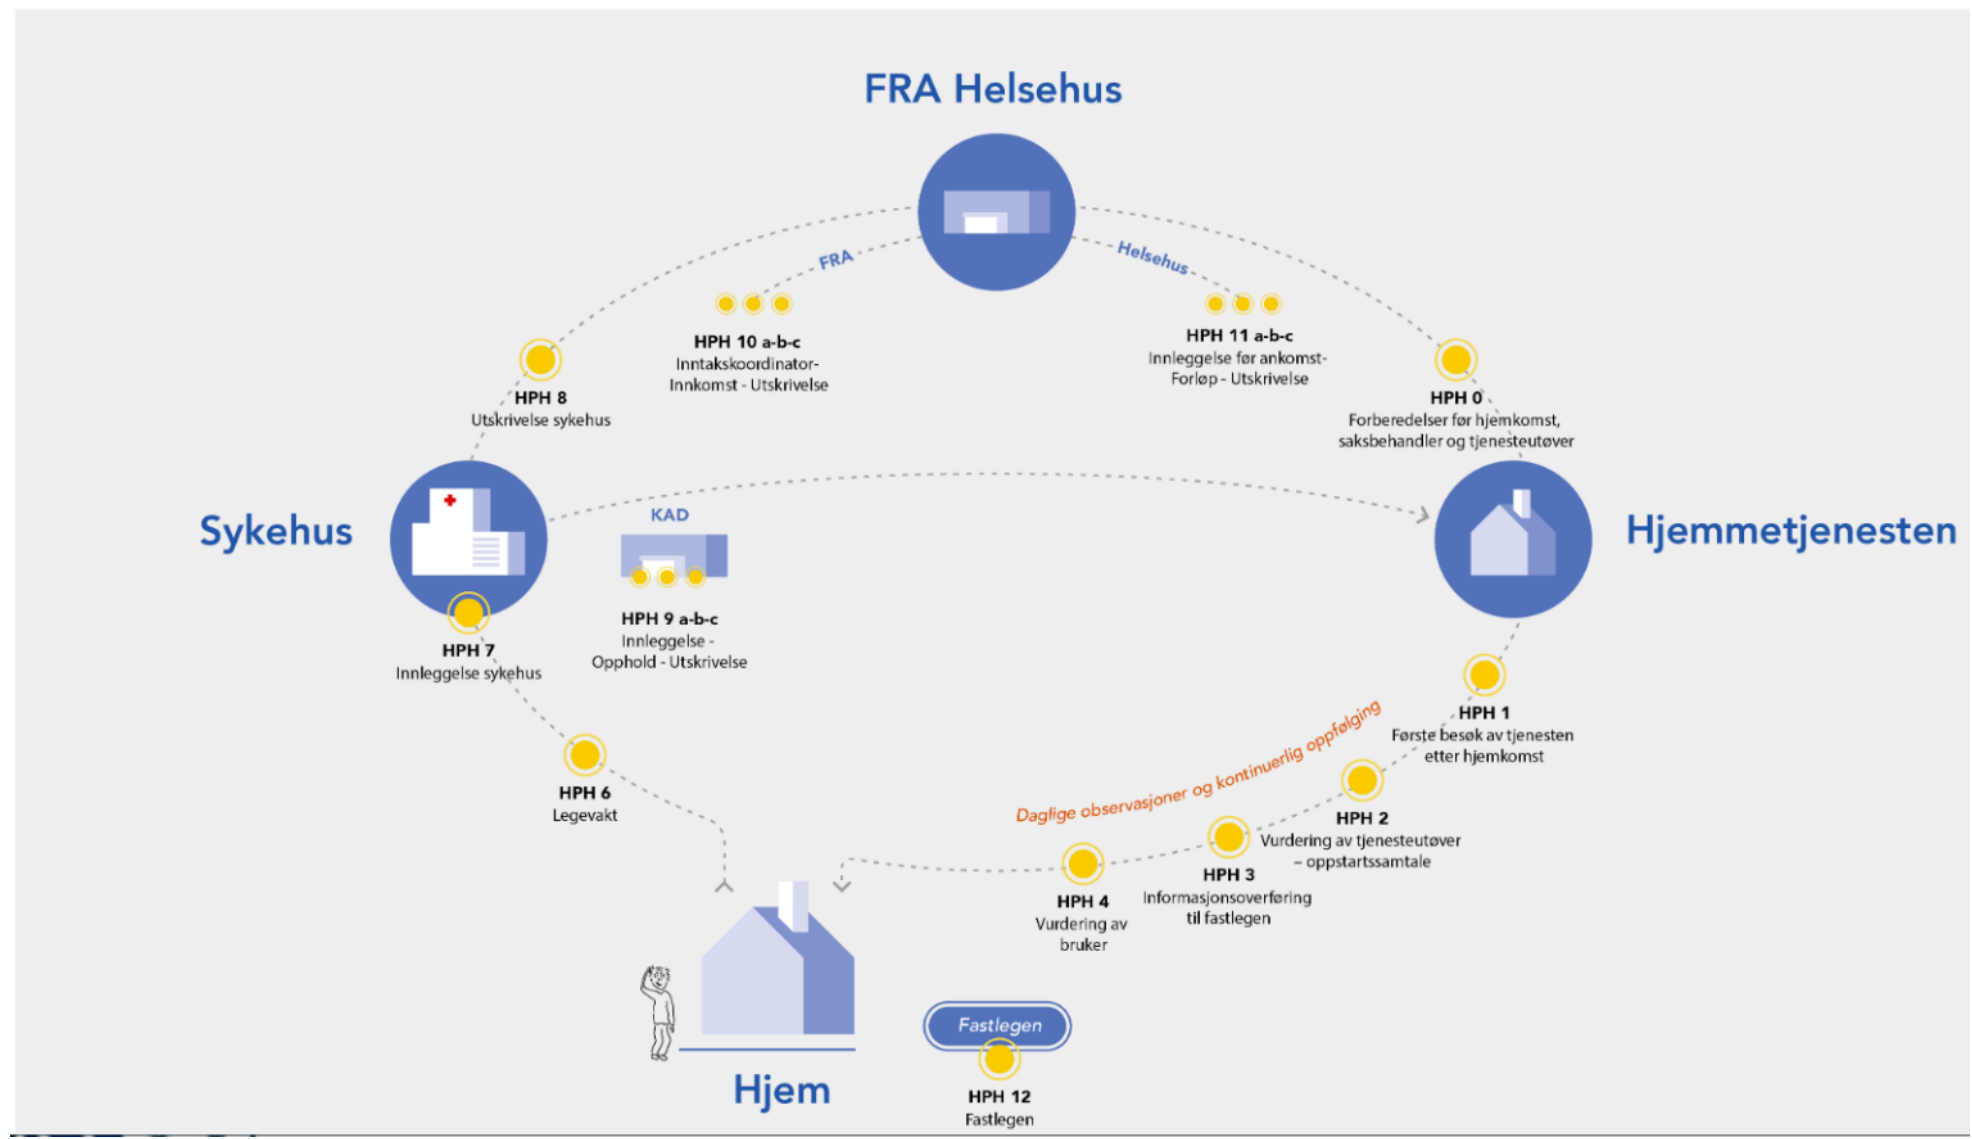 FRA Helsehus
FRA
Helsehus
HPH 10 a-b-c
Inntakskoordinator-
Innkomst - Utskrivelse
HPH 11 a-b-c
Innleggelse før ankomst-
Forløp - Utskrivelse
HPH 8
Utskrivelse sykehus
HPH 0
Forberedelser før hjemkomst,
saksbehandler og tjenesteutøver
Sykehus
KAD
Hjemmetjenesten
HPH 9 a-b-c
Innleggelse -
Opphold - Utskrivelse
HPH 7
Innleggelse sykehus
HPH 1
Første besøk av tjenesten
etter hjemkomst
Daglige observasjoner og kontinuerlig oppfølging
HPH 6
Legevakt
HPH 2
Vurdering av tjenesteutøver
– oppstartssamtale
HPH 3
Informasjonsoverføring
til fastlegen
HPH 4
Vurdering av
bruker
Fastlegen
Hjem
HPH 12
Fastlegen